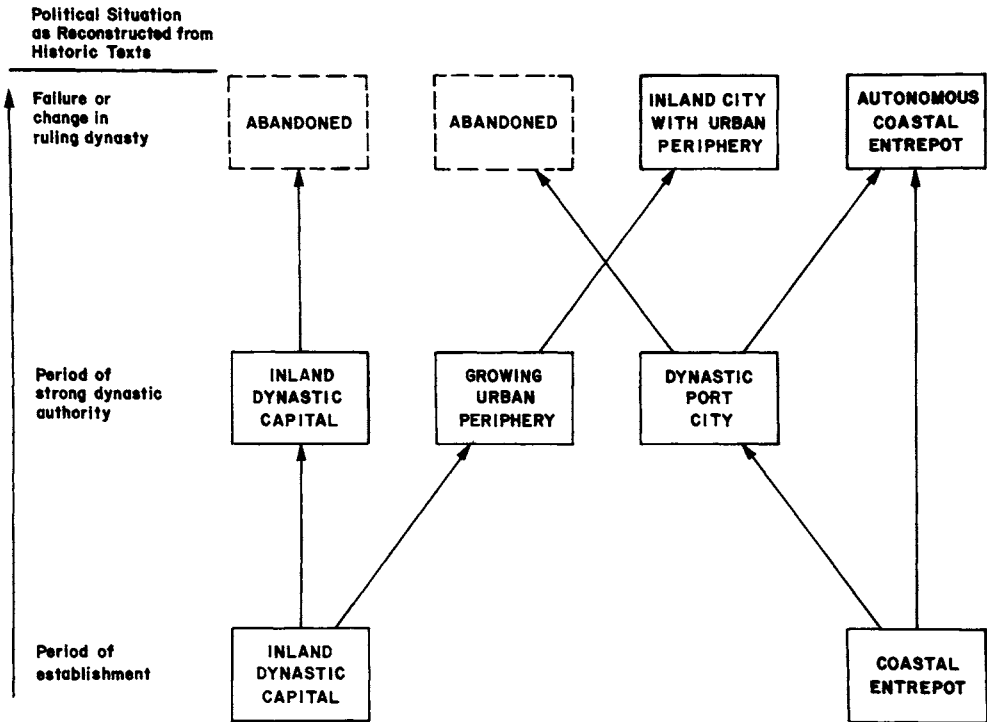 Political Situation
as Reconstructed from
Historic Texts
Failure or
change in
ruling dynasty
ABANDONED
ABANDONED
INLAND CITY
WITH URBAN
PERIPHERY
AUTONOMOUS
COASTAL
ENTREPOT
Period of
strong dynastic
authority
INLAND
DYNASTIC
CAPITAL
GROWING
URBAN
PERIPHERY
DYNASTIC
PORT
CITY
Period of
establishment
INLAND
DYNASTIC
CAPITAL
COASTAL
ENTREPOT